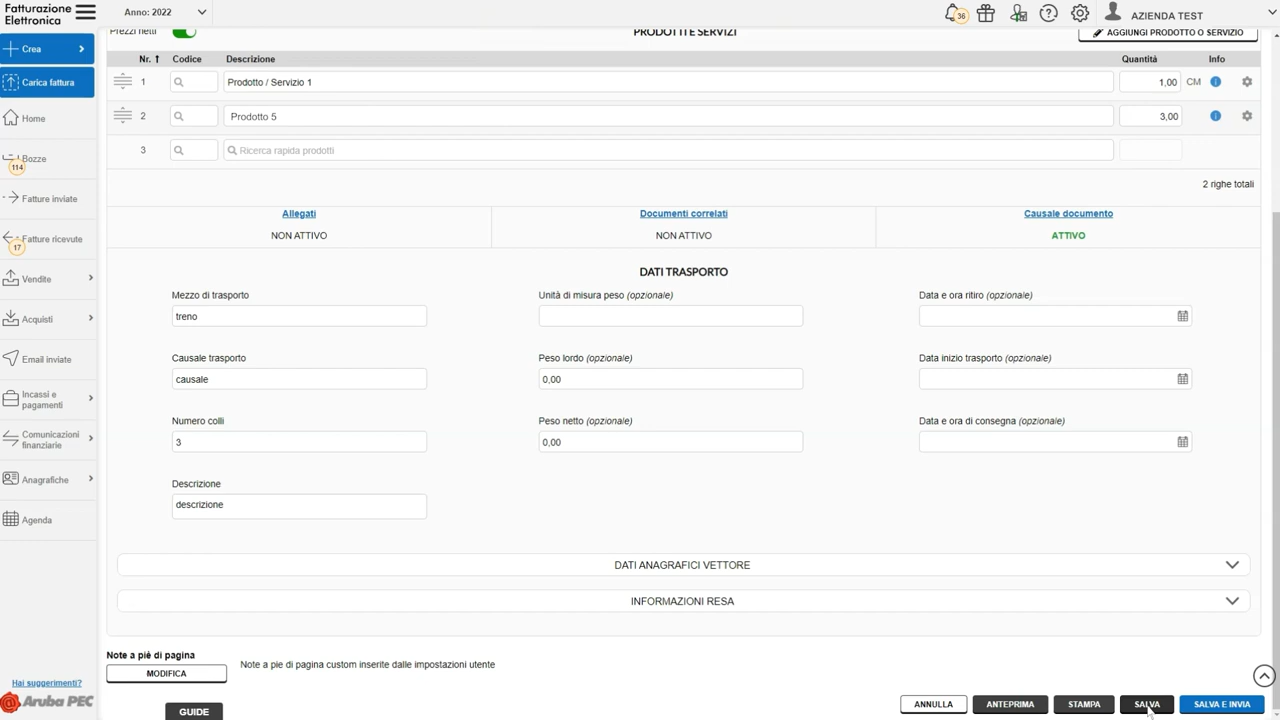 Fatturazione
Elettronica
Anno: 2022
36
AZIENDA TEST
Crea
Carica fattura
Home
Bozze
114
Fatture inviate
Fatture ricevute
17
Vendite
Acquisti
Email inviate
Incassi e
pagamenti
Comunicazioni
finanziarie
Anagrafiche
Agenda
Hai suggerimenti?
Aruba PEC
Prezzi netti
PRODOTTI E SERVIZI
AGGIUNGI PRODOTTO O SERVIZIO
Nr. Codice Descrizione Quantità Info
1 Prodotto / Servizio 1 1,00 CM
2 Prodotto 5 3,00
3 Ricerca rapida prodotti
2 righe totali
Allegati Documenti correlati Causale documento
NON ATTIVO NON ATTIVO ATTIVO
DATI TRASPORTO
Mezzo di trasporto Unità di misura peso (opzionale) Data e ora ritiro (opzionale)
treno
Causale trasporto Peso lordo (opzionale) Data inizio trasporto (opzionale)
causale 0,00
Numero colli Peso netto (opzionale) Data e ora di consegna (opzionale)
3 0,00
Descrizione
descrizione
DATI ANAGRAFICI VETTORE
INFORMAZIONI RESA
Note a piè di pagina
MODIFICA
Note a pie di pagina custom inserite dalle impostazioni utente
GUIDE
ANNULLA ANTEPRIMA STAMPA SALVA SALVA E INVIA